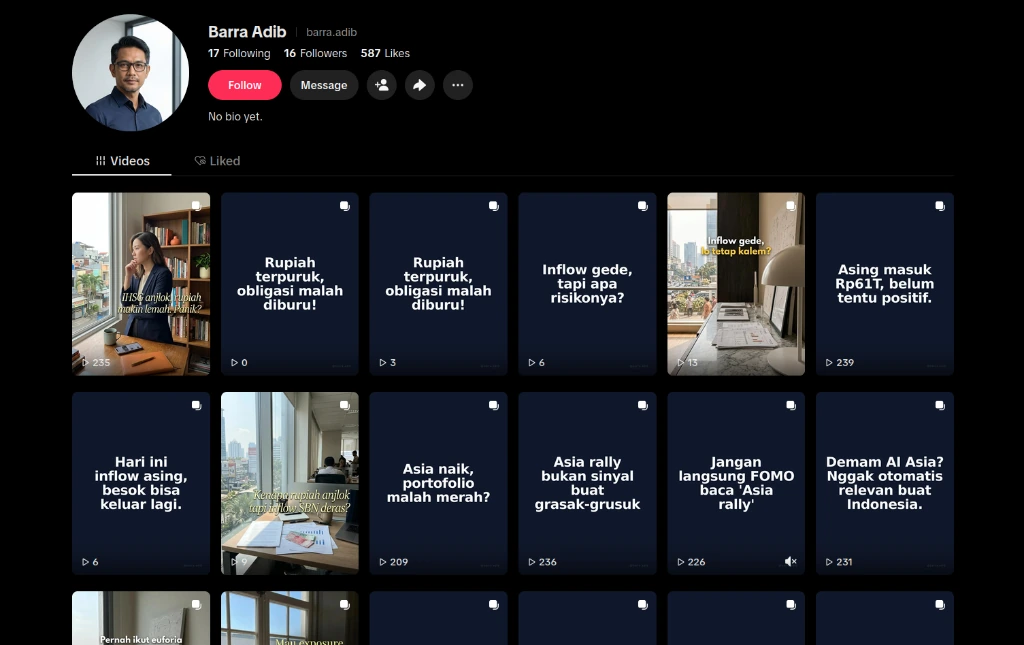 Barra Adib
barra.adib
17 Following 16 Followers 587 Likes
Follow
Message
No bio yet.
Videos
Liked
IHSG anjlok, rupiah
makin lemah. Panik?
235
Rupiah
terpuruk,
obligasi malah
diburu!
0
Rupiah
terpuruk,
obligasi malah
diburu!
3
Inflow gede,
tapi apa
risikonya?
6
Inflow gede,
lo tetap kalem?
13
Asing masuk
Rp61T, belum
tentu positif.
239
Hari ini
inflow asing,
besok bisa
keluar lagi.
6
Kenapa rupiah anjlok
tapi inflow SBN deras?
9
Asia naik,
portofolio
malah merah?
209
Asia rally
bukan sinyal
buat
grasak-grusuk
236
Jangan
langsung FOMO
baca 'Asia
rally'
226
Demam AI Asia?
Nggak otomatis
relevan buat
Indonesia.
231
Pernah ikut euforia
Mau exposure